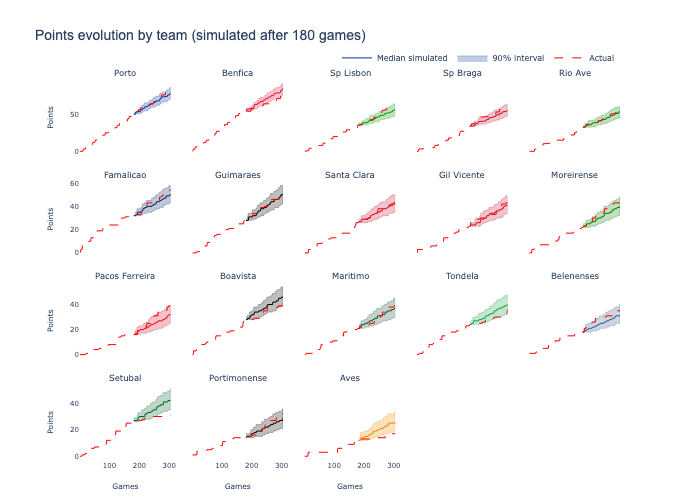 Points evolution by team (simulated after 180 games)
Median simulated 90% interval Actual
Porto Benfica Sp Lisbon Sp Braga Rio Ave
50
0
Points
Famalicao Guimaraes Santa Clara Gil Vicente Moreirense
60
40
20
0
Points
Pacos Ferreira Boavista Maritimo Tondela Belenenses
40
20
0
Points
Setubal Portimonense Aves
40
20
0
Points
100 200 300 100 200 300 100 200 300
Games Games Games